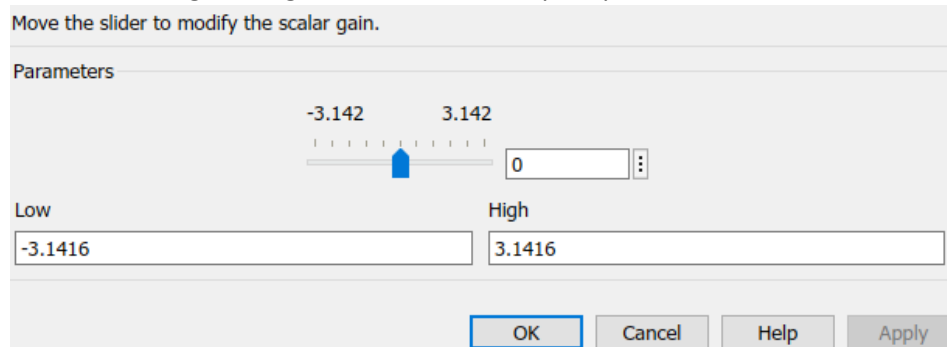 Move the slider to modify the scalar gain.
Parameters
-3.142 3.142
0
Low High
-3.1416 3.1416
OK Cancel Help Apply